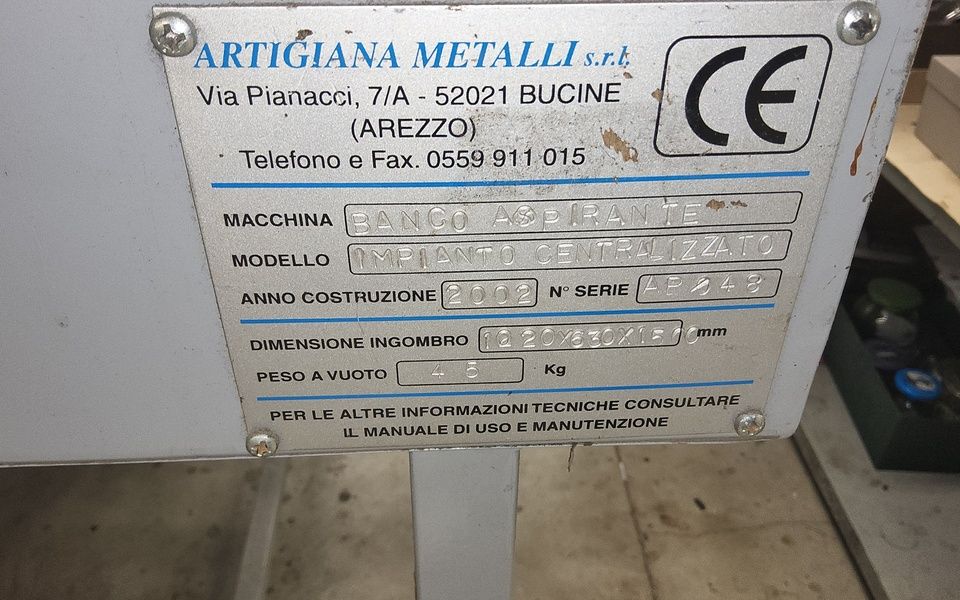 ARTIGIANA METALLI s.r.l.
CE
Via Pianacci, 7/A - 52021 BUCINE
(AREZZO)
Telefono e Fax. 0559 911 015
MACCHINA BANCO ASPIRANTE
MODELLO IMPIANTO CENTRALIZZATO
ANNO COSTRUZIONE 2002 N° SERIE AP048
DIMENSIONE INGOMBRO mm
PESO A VUOTO 45 Kg
PER LE ALTRE INFORMAZIONI TECNICHE CONSULTARE
IL MANUALE DI USO E MANUTENZIONE